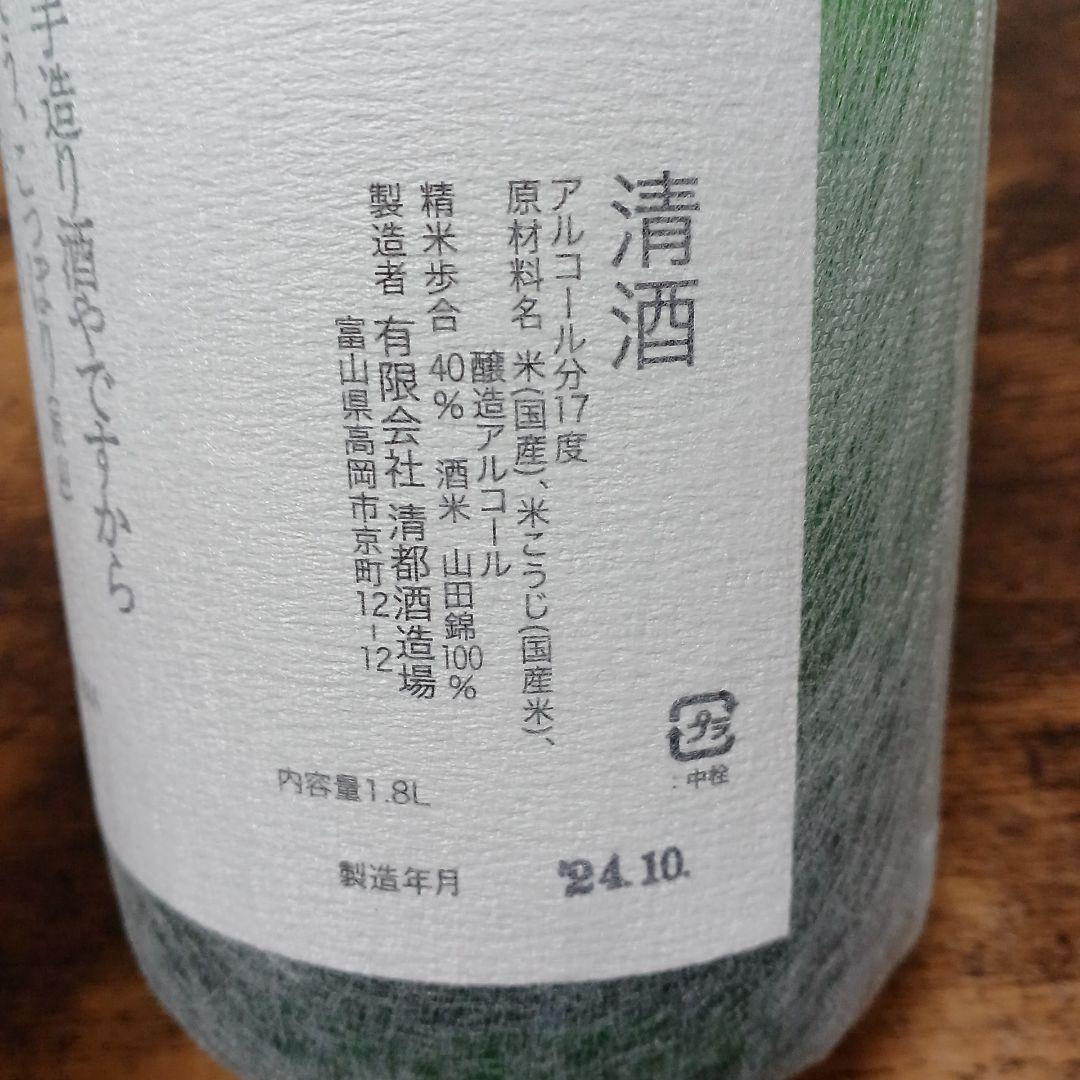 清酒
アルコール分17度
原材料名 米(国産)、米こうじ(国産米)、
醸造アルコール
精米歩合 40% 酒米 山田錦100%
製造者 有限会社 清都酒造場
富山県高岡市京町12-12
プラ
:中栓
内容量1.8L
製造年月 '24.10.
手造り酒やですから